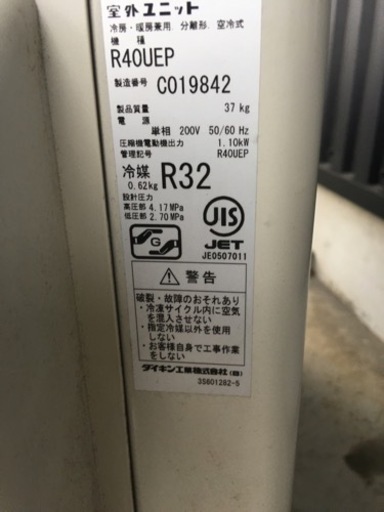 室外ユニット
冷房・暖房兼用、分離形、空冷式
機 種
R40UEP
製造番号 C019842
製品質量 37 kg
電 源
単相 200V 50/60 Hz
圧縮機電動機出力 1.10kW
管理記号 R40UEP
冷媒 R32
0.62kg
設計圧力
高圧部 4.17MPa
低圧部 2.70MPa
JIS
G
JET
JE0507011
警告
破裂・故障のおそれあり
・冷凍サイクル内に空気
を混入させない
・指定冷媒以外を使用
しない
・お客様自身で工事作業
をしない
ダイキン工業株式会社(製)
3S601282-5